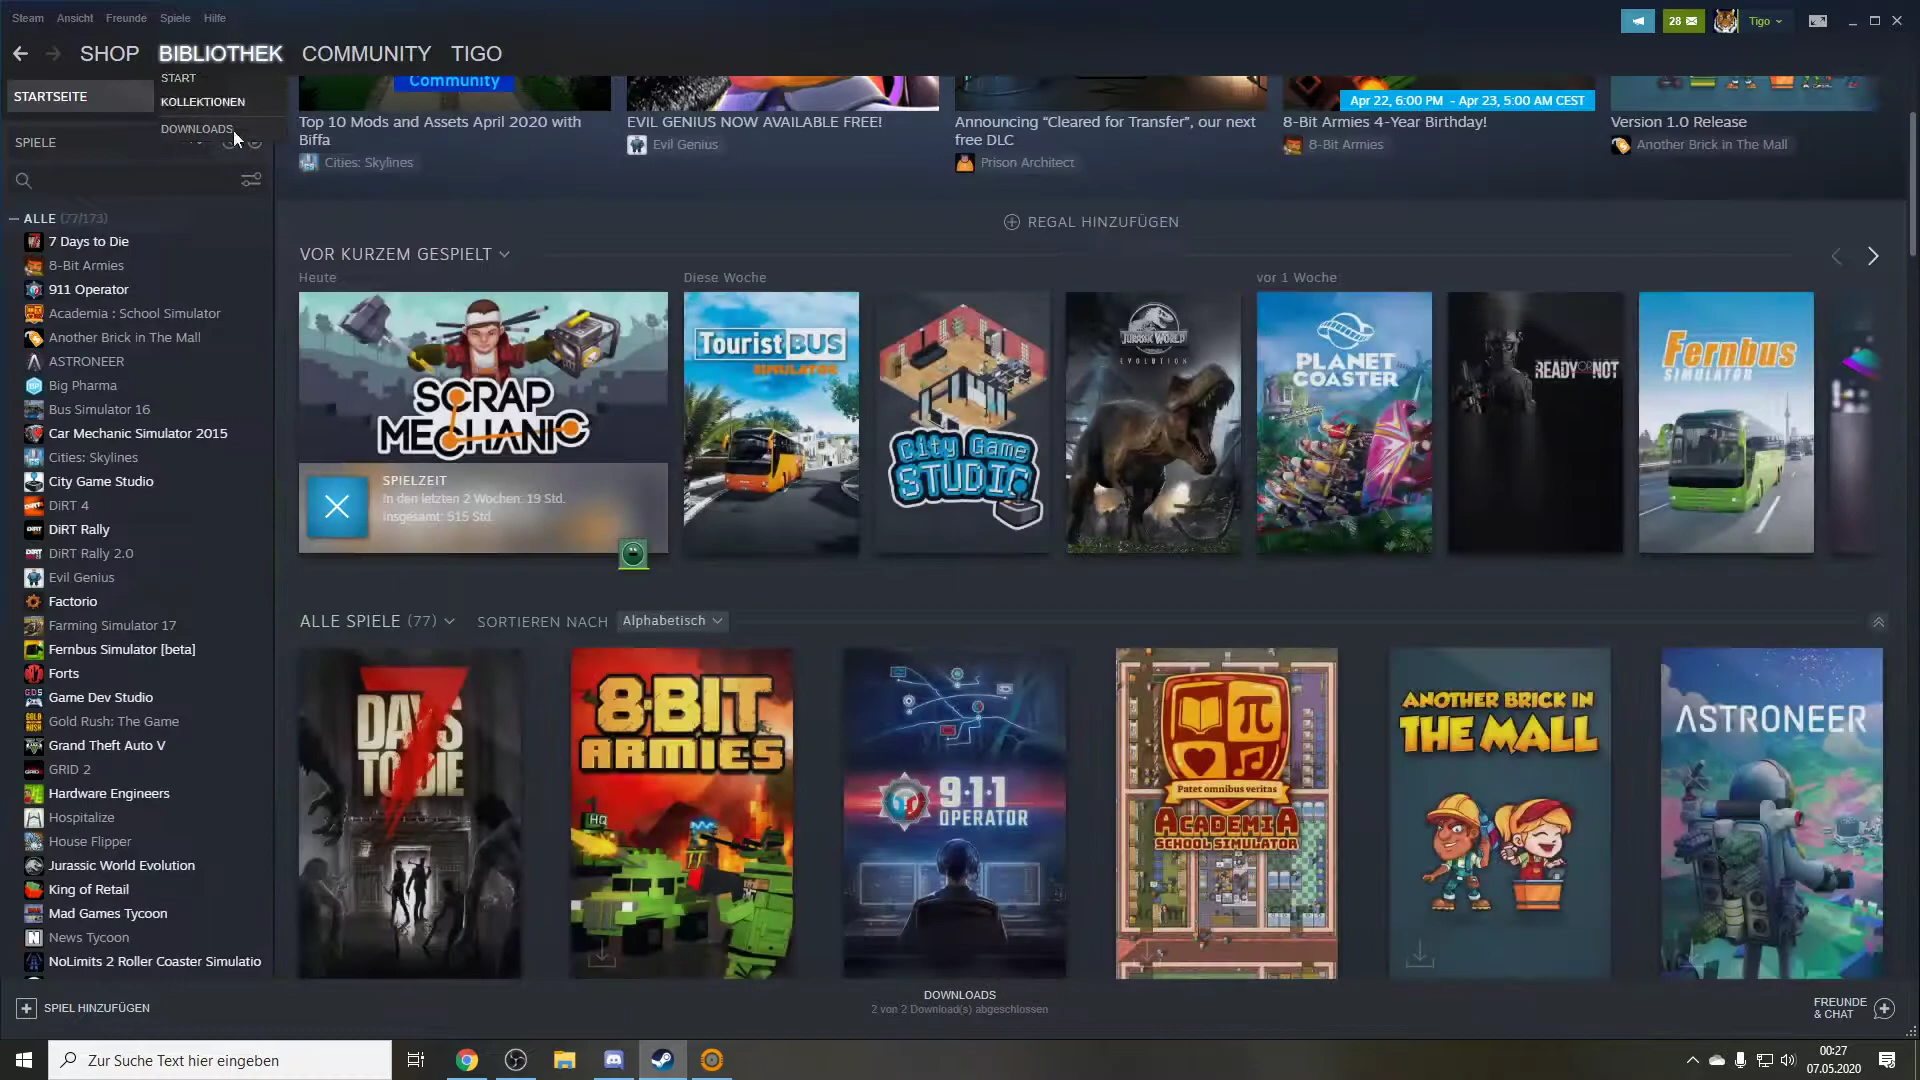 Steam Ansicht Freunde Spiele Hilfe
28
Tigo
SHOP BIBLIOTHEK COMMUNITY TIGO
START
KOLLEKTIONEN
DOWNLOADS
STARTSEITE
SPIELE
Community
Top 10 Mods and Assets April 2020 with
Biffa
Cities: Skylines
EVIL GENIUS NOW AVAILABLE FREE!
Evil Genius
Announcing “Cleared for Transfer”, our next
free DLC
Prison Architect
Apr 22, 6:00 PM - Apr 23, 5:00 AM CEST
8-Bit Armies 4-Year Birthday!
8-Bit Armies
Version 1.0 Release
Another Brick in The Mall
REGAL HINZUFÜGEN
ALLE (77/173)
7 Days to Die
8-Bit Armies
911 Operator
Academia : School Simulator
Another Brick in The Mall
ASTRONEER
Big Pharma
Bus Simulator 16
Car Mechanic Simulator 2015
Cities: Skylines
City Game Studio
DiRT 4
DiRT Rally
DiRT Rally 2.0
Evil Genius
Factorio
Farming Simulator 17
Fernbus Simulator [beta]
Forts
Game Dev Studio
Gold Rush: The Game
Grand Theft Auto V
GRID 2
Hardware Engineers
Hospitalize
House Flipper
Jurassic World Evolution
King of Retail
Mad Games Tycoon
News Tycoon
NoLimits 2 Roller Coaster Simulatio
VOR KURZEM GESPIELT
Heute
Diese Woche
vor 1 Woche
SCRAP
MECHANIC
SPIELZEIT
In den letzten 2 Wochen: 19 Std.
Insgesamt: 515 Std.
Tourist BUS
SIMULATOR
City Game
STUDIO
JURASSIC WORLD
EVOLUTION
PLANET
COASTER
READY OR NOT
Fernbus
SIMULATOR
ALLE SPIELE (77) SORTIEREN NACH Alphabetisch
7
DAYS
TO DIE
8-BIT
ARMIES
HQ
9-1-1
OPERATOR
Patet omnibus veritas
ACADEMIA
SCHOOL SIMULATOR
ANOTHER BRICK IN
THE MALL
ASTRONEER
SPIEL HINZUFÜGEN
DOWNLOADS
2 von 2 Download(s) abgeschlossen
FREUNDE
& CHAT
Zur Suche Text hier eingeben
00:27
07.05.2020